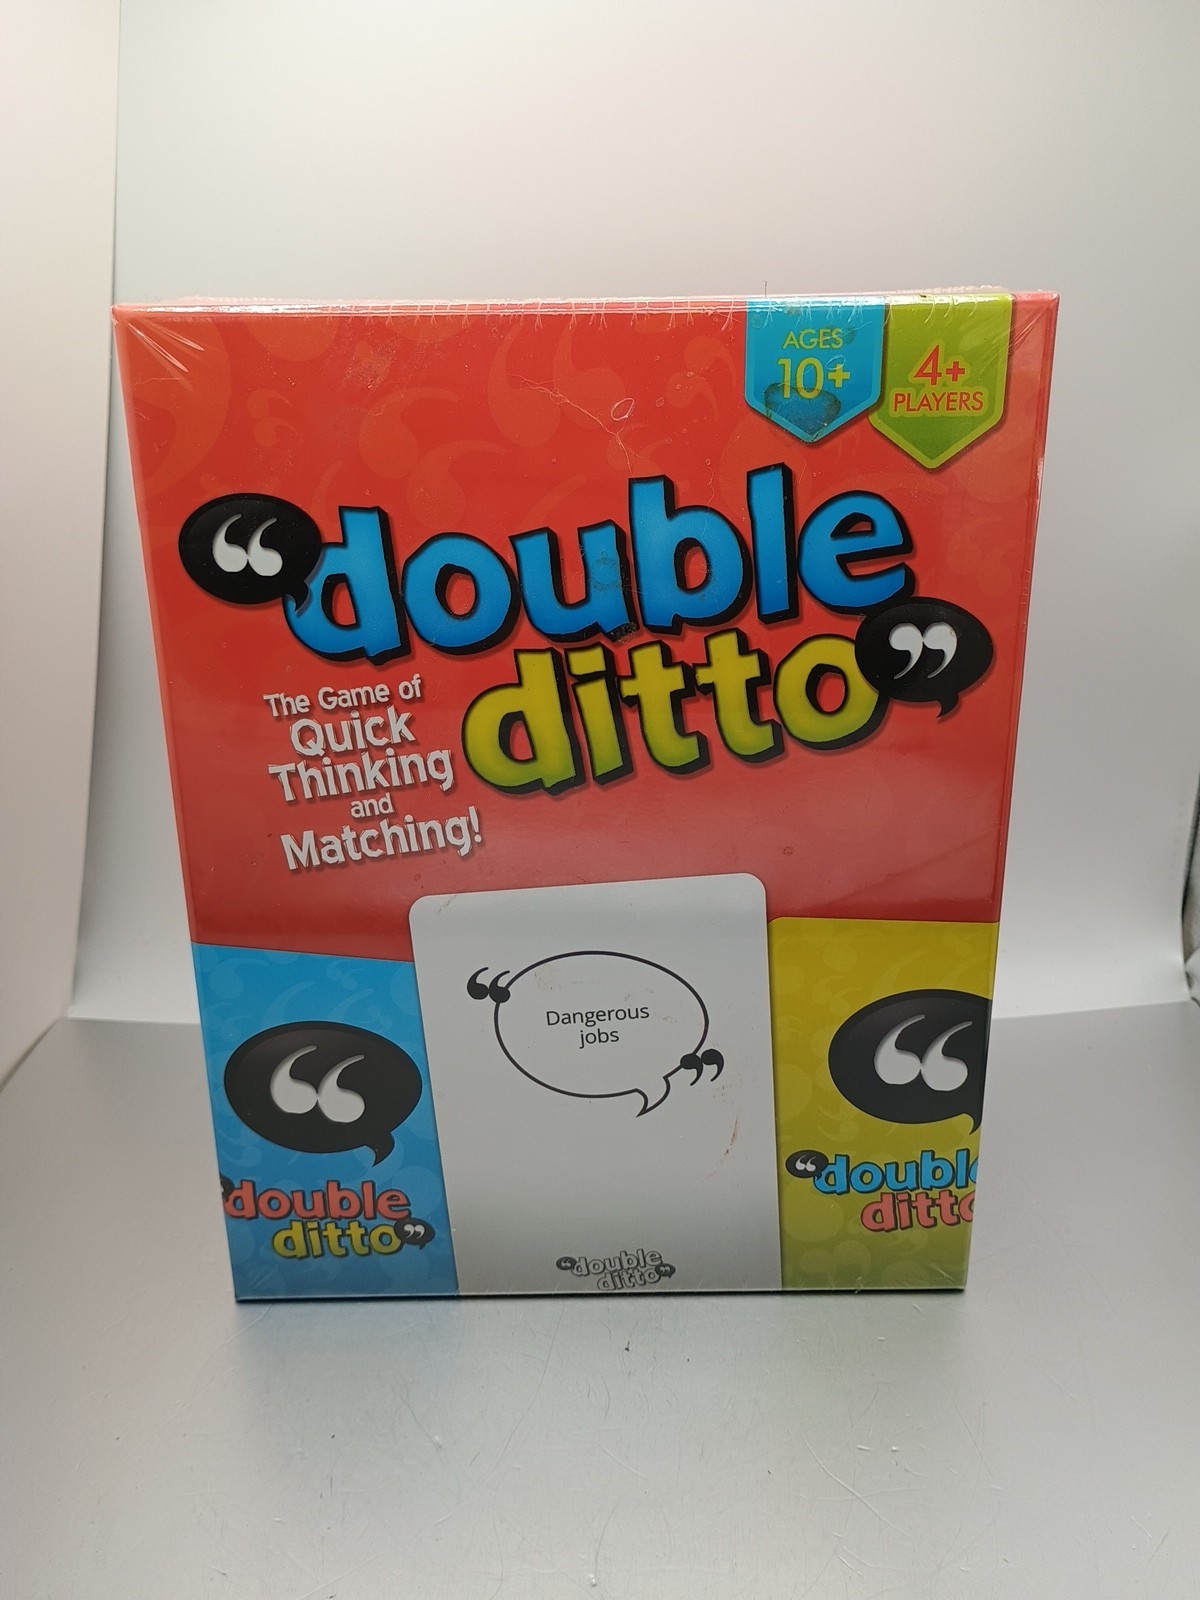 AGES
10+
4+
PLAYERS
“double
ditto”
The Game of
Quick
Thinking
and
Matching!
“Dangerous
jobs”
“
double
ditto”
“double
ditto”
“
“doubl
ditto